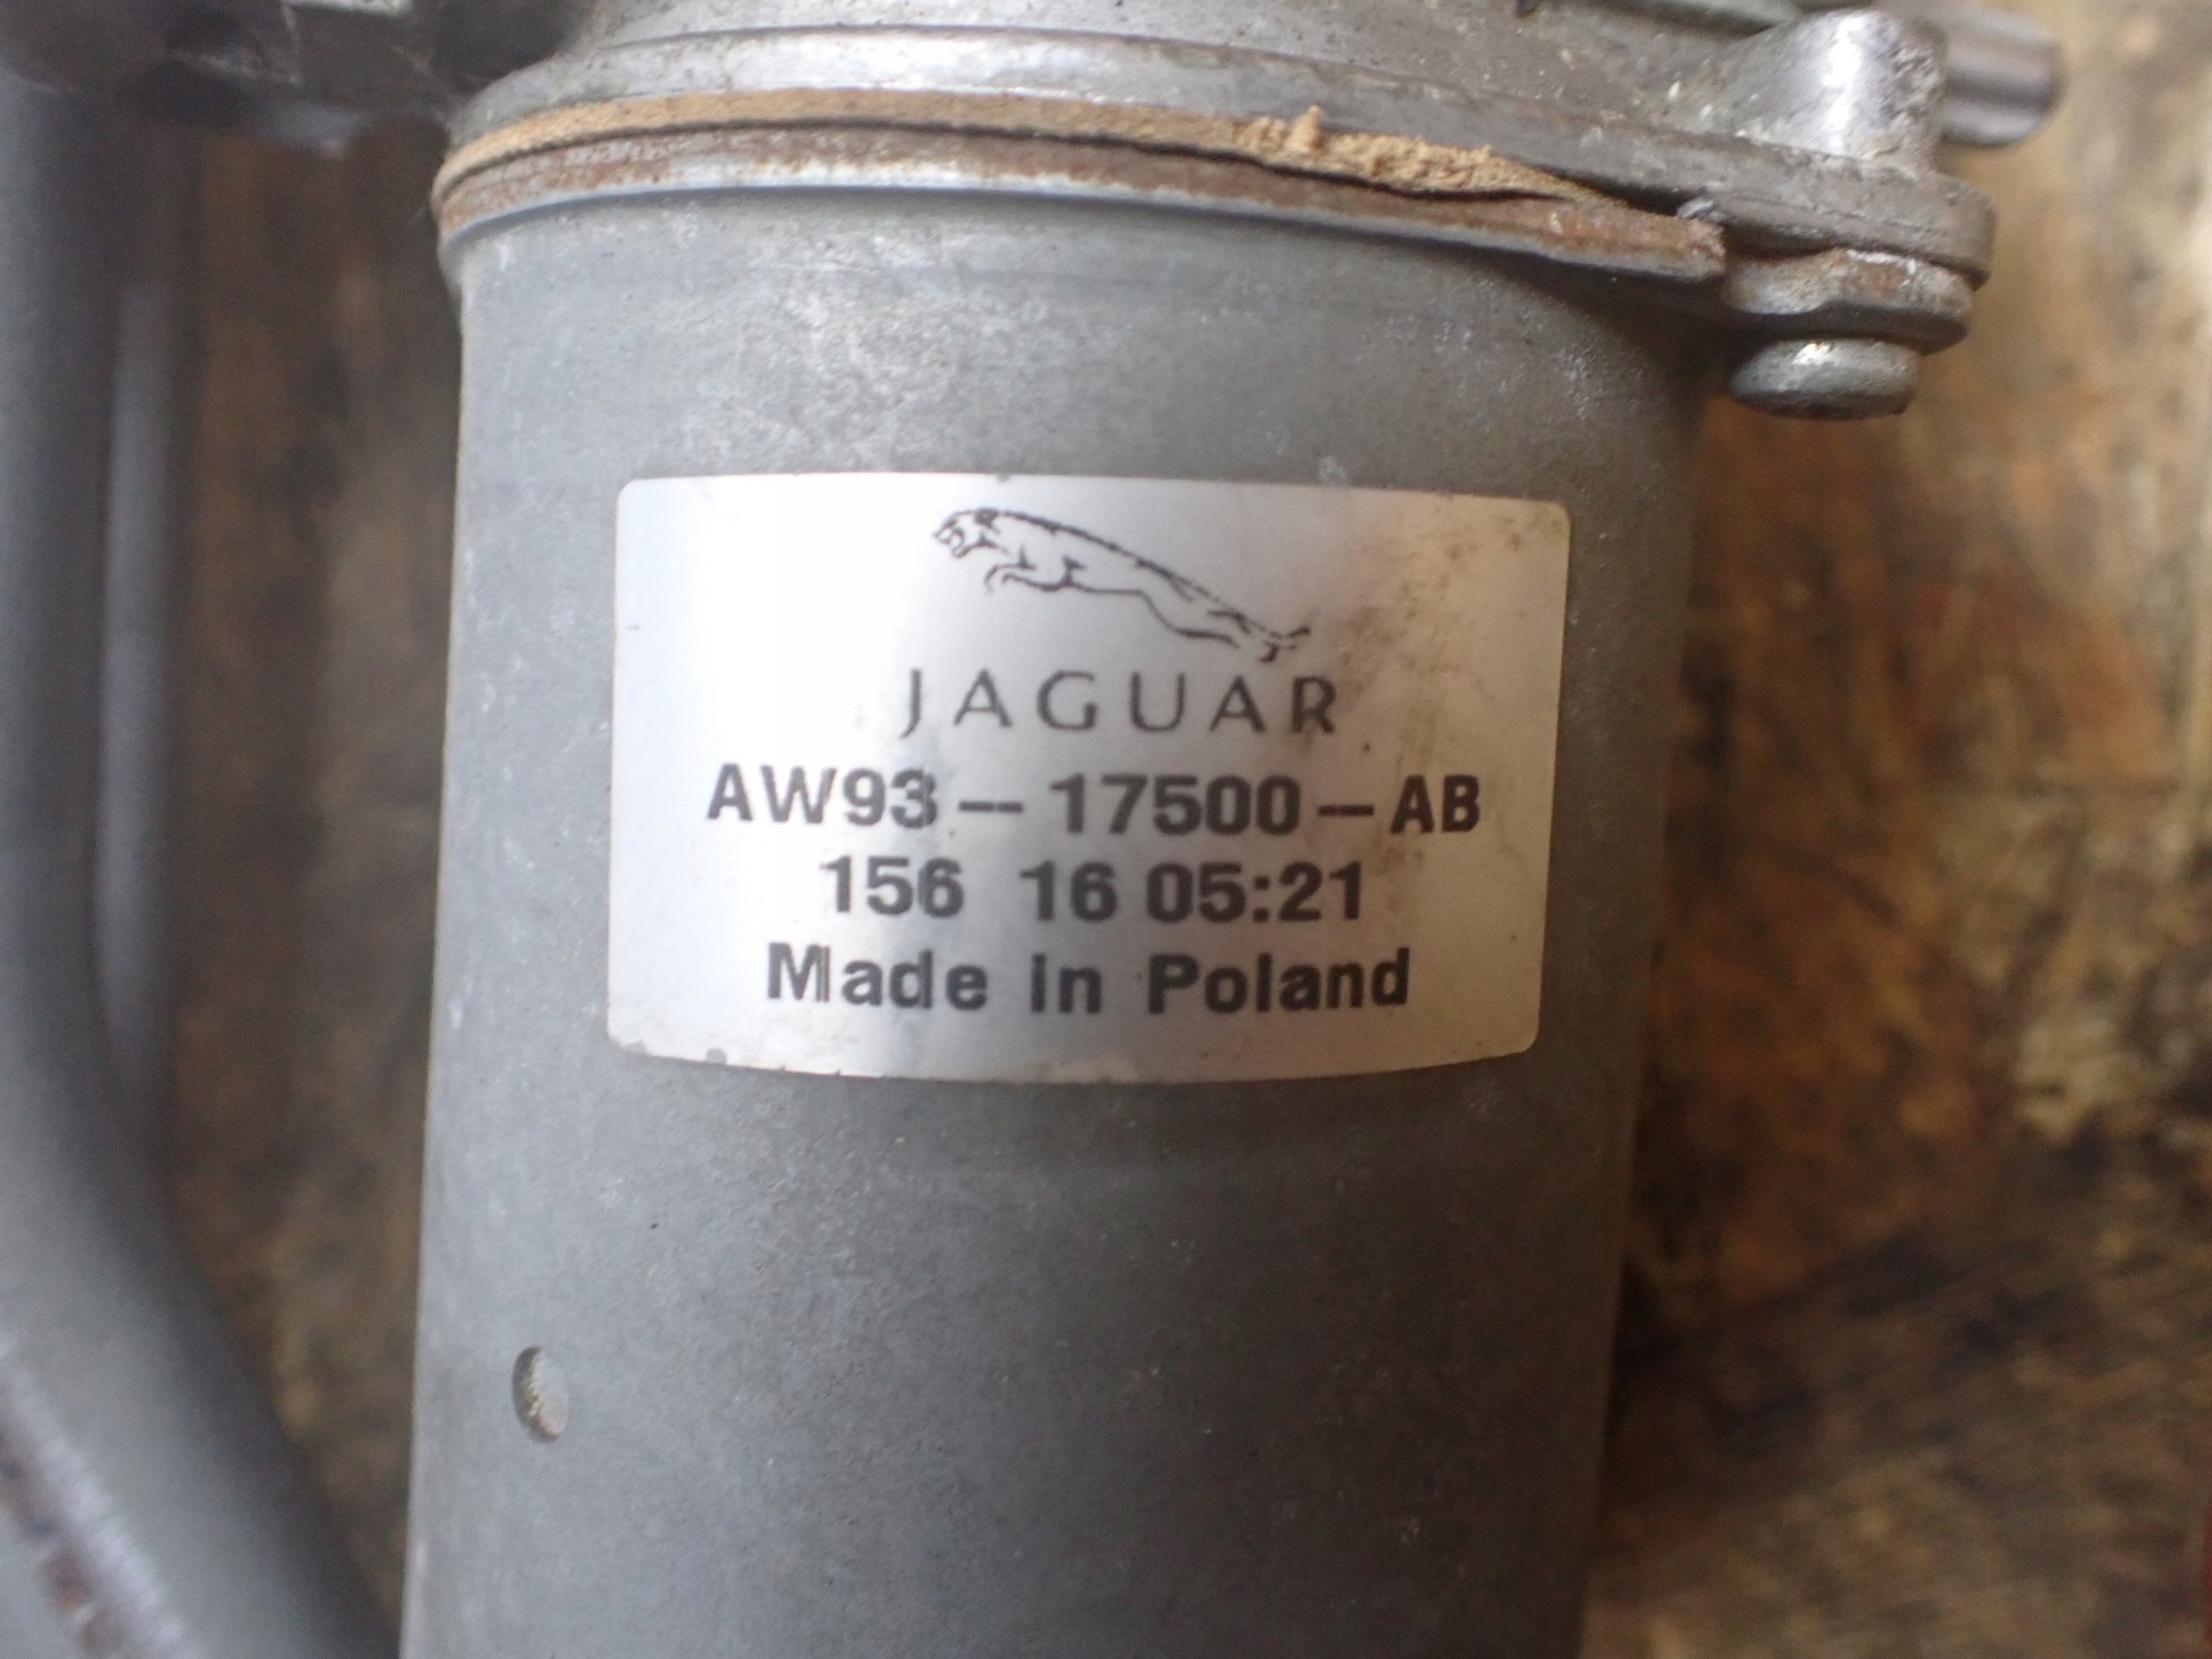 JAGUAR
AW93-17500-AB
156 16 05:21
Made in Poland